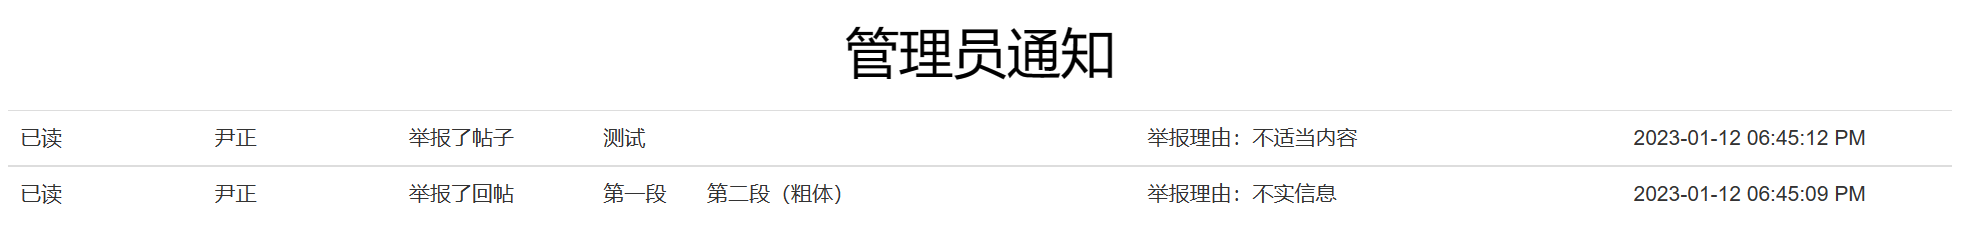 管理员通知
已读 尹正 举报了帖子 测试 举报理由：不适当内容 2023-01-12 06:45:12 PM
已读 尹正 举报了回帖 第一段 第二段（粗体） 举报理由：不实信息 2023-01-12 06:45:09 PM